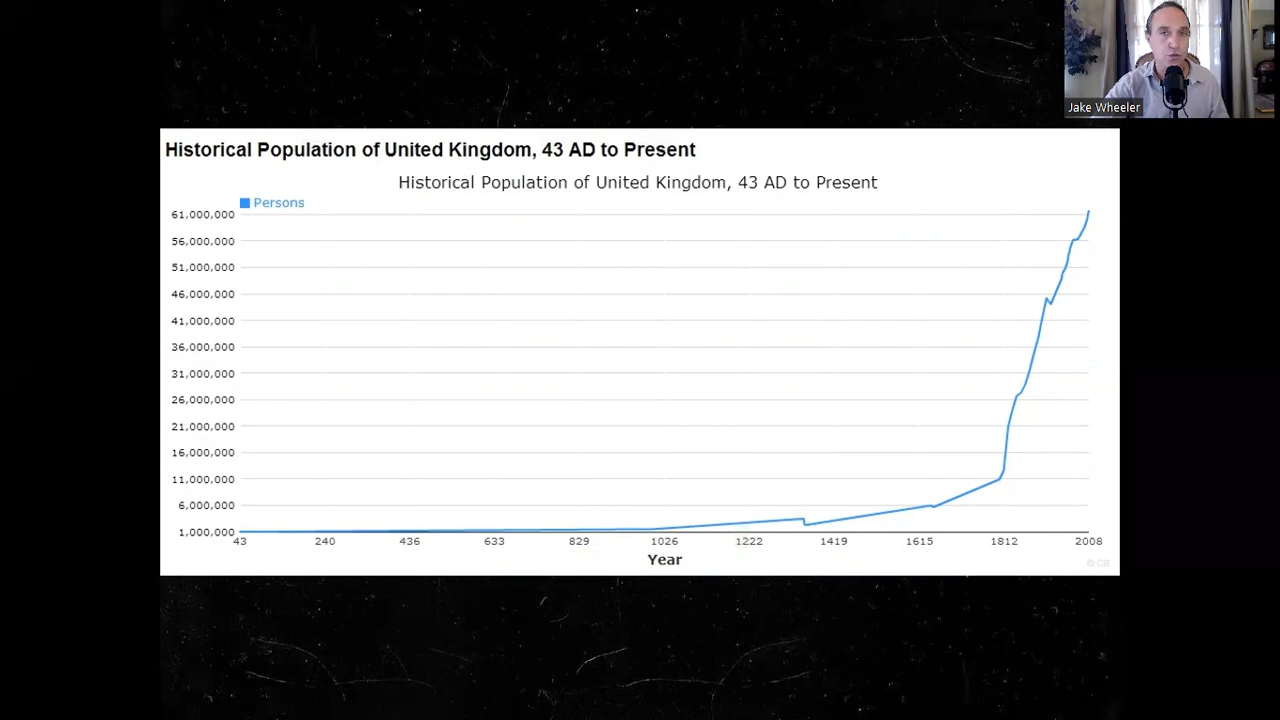 Jake Wheeler
Historical Population of United Kingdom, 43 AD to Present
Historical Population of United Kingdom, 43 AD to Present
Persons
61,000,000
56,000,000
51,000,000
46,000,000
41,000,000
36,000,000
31,000,000
26,000,000
21,000,000
16,000,000
11,000,000
6,000,000
1,000,000
43 240 436 633 829 1026 1222 1419 1615 1812 2008
Year